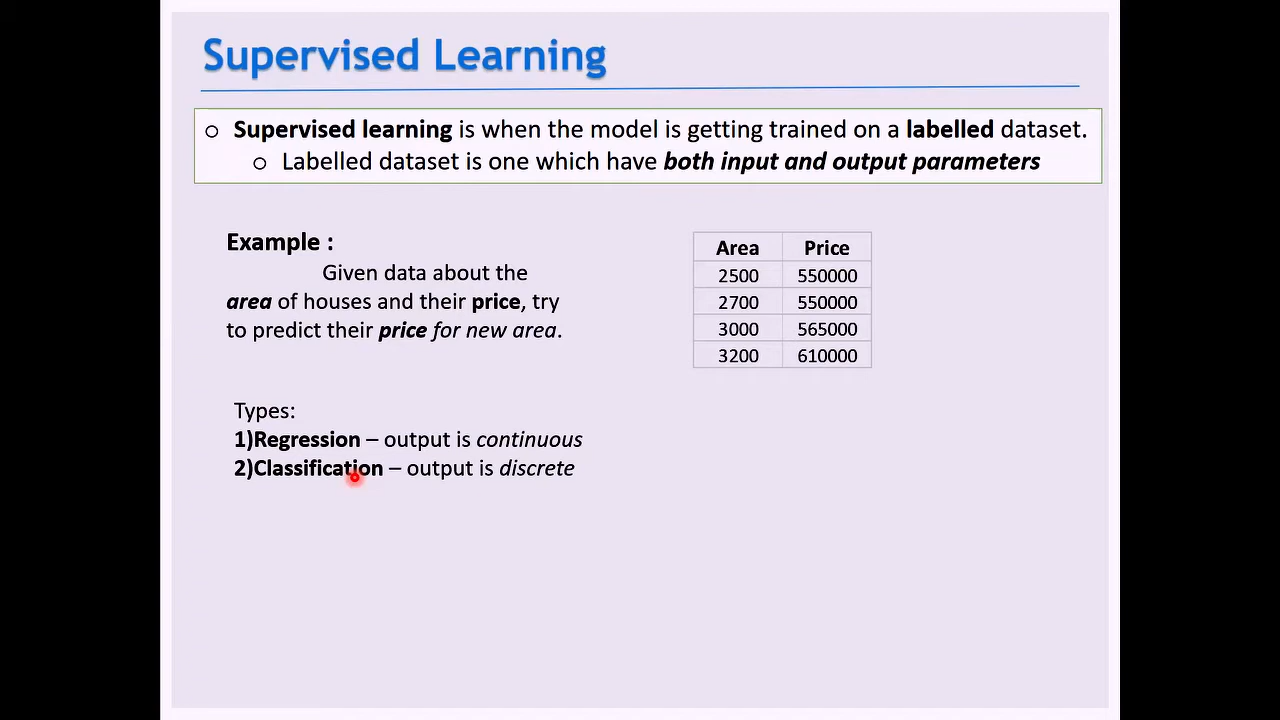 Supervised Learning
○ Supervised learning is when the model is getting trained on a labelled dataset.
○ Labelled dataset is one which have both input and output parameters
Example :
Given data about the
area of houses and their price, try
to predict their price for new area.
Area Price
2500 550000
2700 550000
3000 565000
3200 610000
Types:
1)Regression – output is continuous
2)Classification – output is discrete